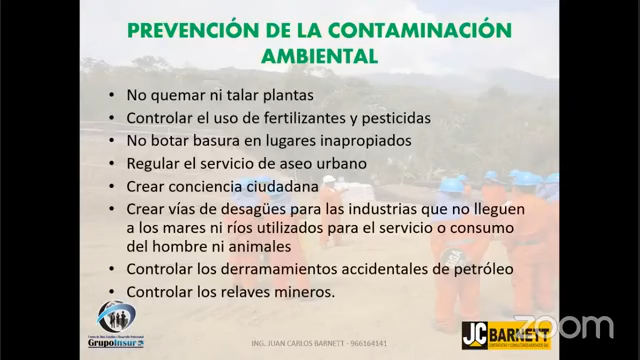 PREVENCIÓN DE LA CONTAMINACIÓN
AMBIENTAL
• No quemar ni talar plantas
• Controlar el uso de fertilizantes y pesticidas
• No botar basura en lugares inapropiados
• Regular el servicio de aseo urbano
• Crear conciencia ciudadana
• Crear vías de desagües para las industrias que no lleguen
a los mares ni ríos utilizados para el servicio o consumo
del hombre ni animales
• Controlar los derramamientos accidentales de petróleo
• Controlar los relaves mineros.
GrupoInsur
ING. JUAN CARLOS BARNETT - 966164141
JC BARNETT
zoom